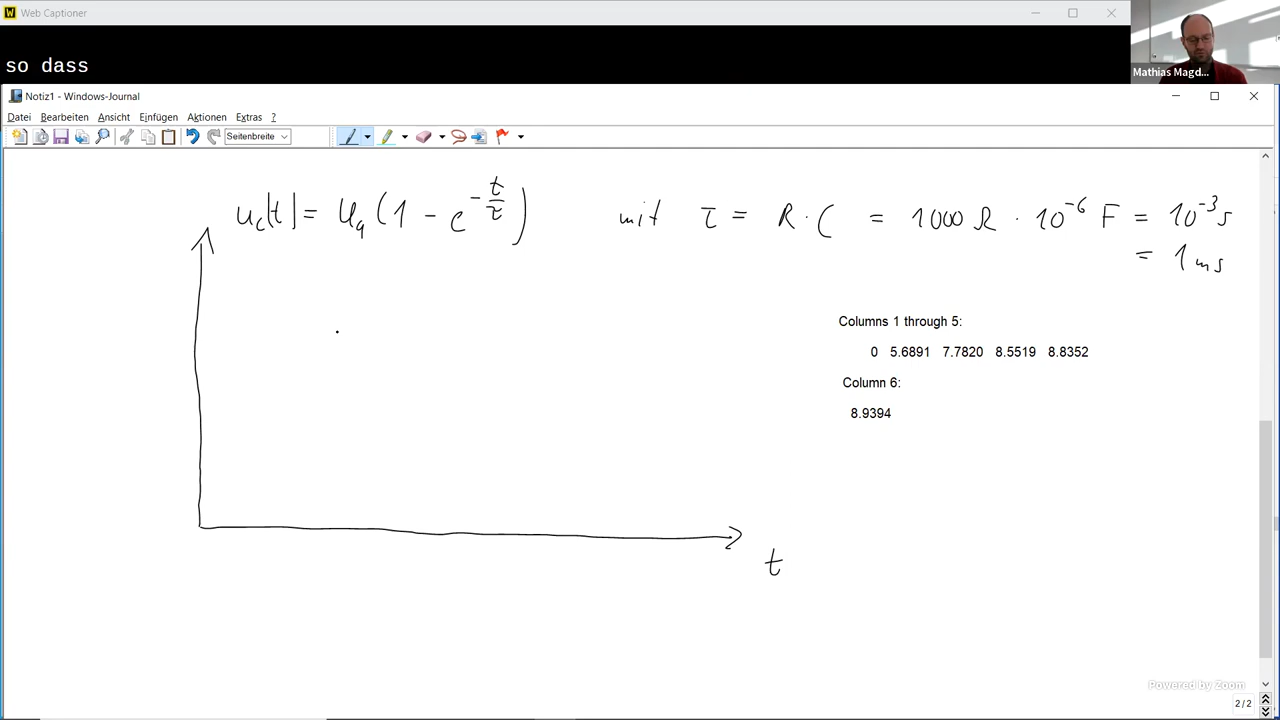 Web Captioner
so dass
Mathias Magd...
Notiz1 - Windows-Journal
Datei Bearbeiten Ansicht Einfügen Aktionen Extras ?
Seitenbreite
u_c(t) = U_q (1 - e^{-t/τ}) mit τ = R · C = 1000 Ω · 10^{-6} F = 10^{-3} s
= 1 ms
Columns 1 through 5:
0 5.6891 7.7820 8.5519 8.8352
Column 6:
8.9394
t
Powered by Zoom
2 / 2